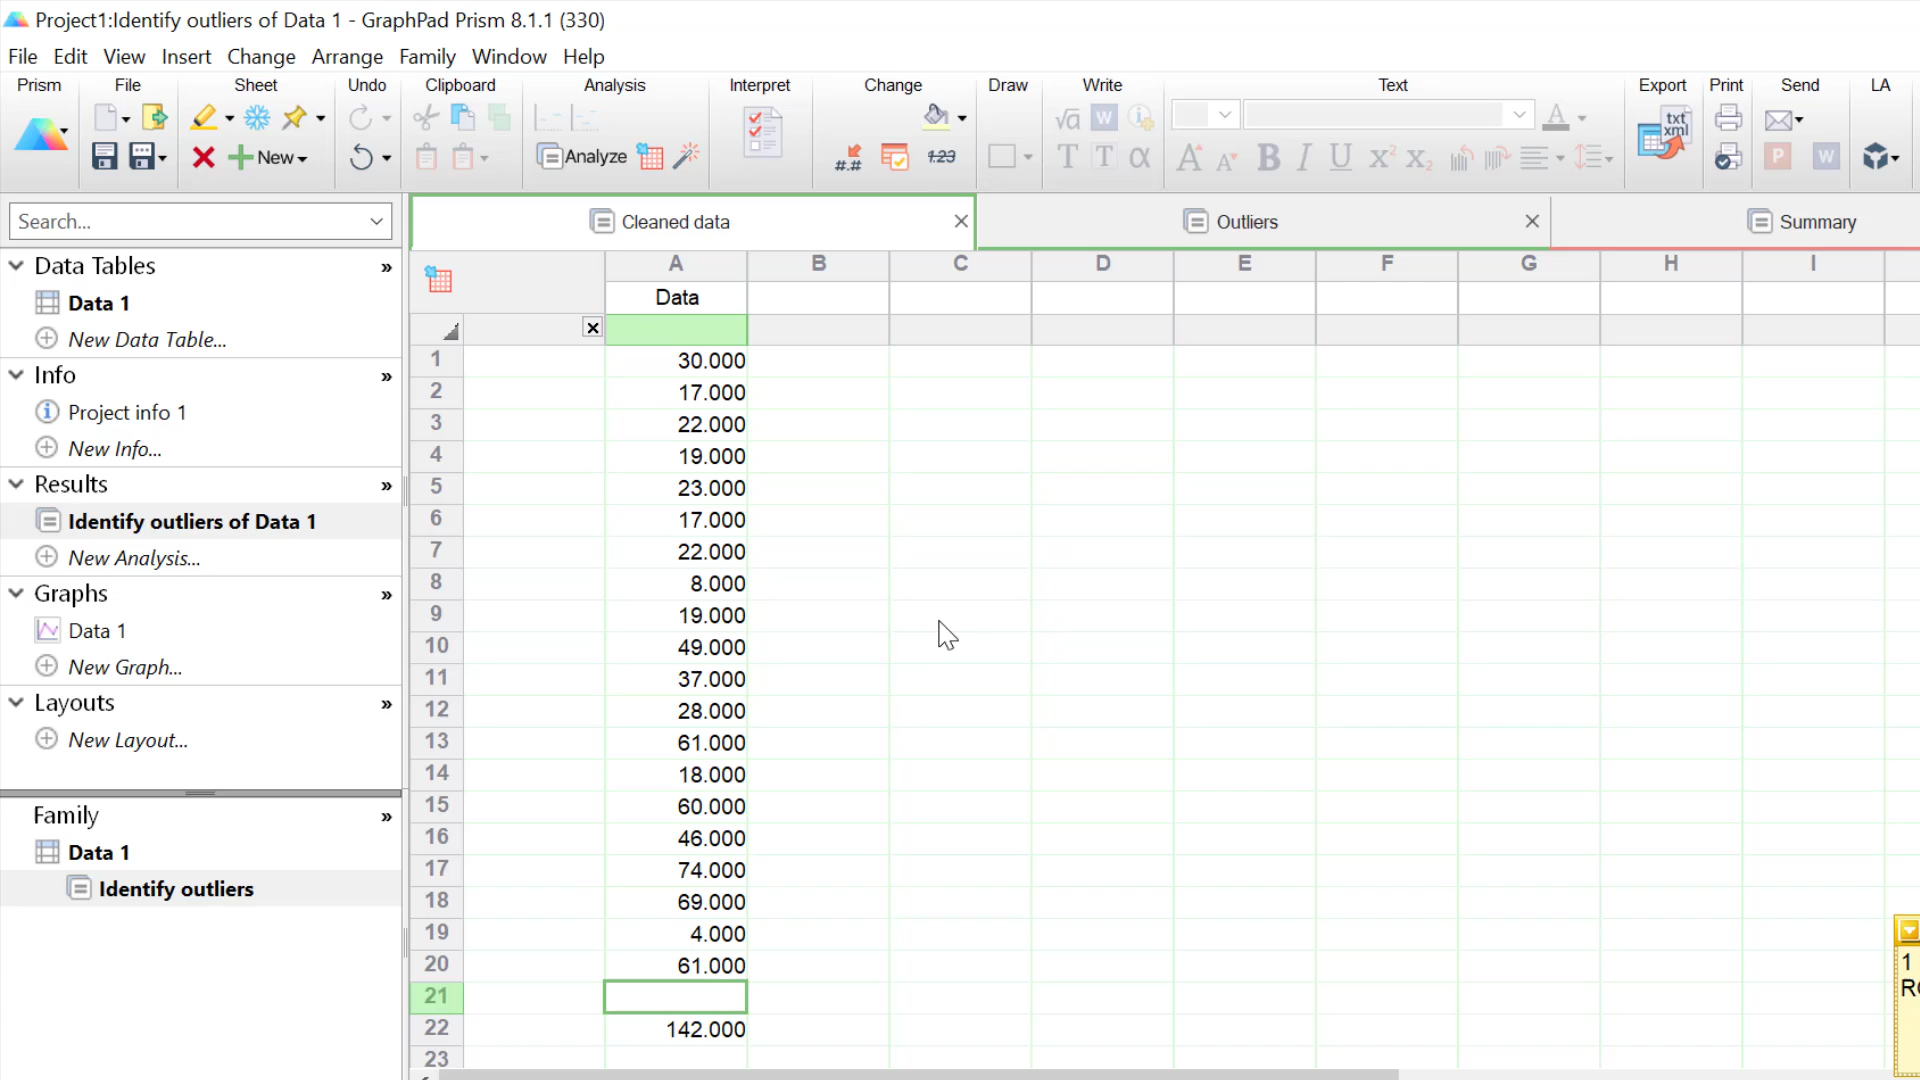 Project1:Identify outliers of Data 1 - GraphPad Prism 8.1.1 (330)
File Edit View Insert Change Arrange Family Window Help
Prism File Sheet Undo Clipboard Analysis Interpret Change Draw Write Text Export Print Send LA
New
Analyze
#.#
123
√α W
T T α A A B I U X² X₂
A
txt
xml
P W
Search...
Cleaned data
Outliers
Summary
Data Tables »
Data 1
New Data Table...
Info »
Project info 1
New Info...
Results »
Identify outliers of Data 1
New Analysis...
Graphs »
Data 1
New Graph...
Layouts »
New Layout...
Family »
Data 1
Identify outliers
A B C D E F G H I
Data
1 30.000
2 17.000
3 22.000
4 19.000
5 23.000
6 17.000
7 22.000
8 8.000
9 19.000
10 49.000
11 37.000
12 28.000
13 61.000
14 18.000
15 60.000
16 46.000
17 74.000
18 69.000
19 4.000
20 61.000
21
22 142.000
23
1